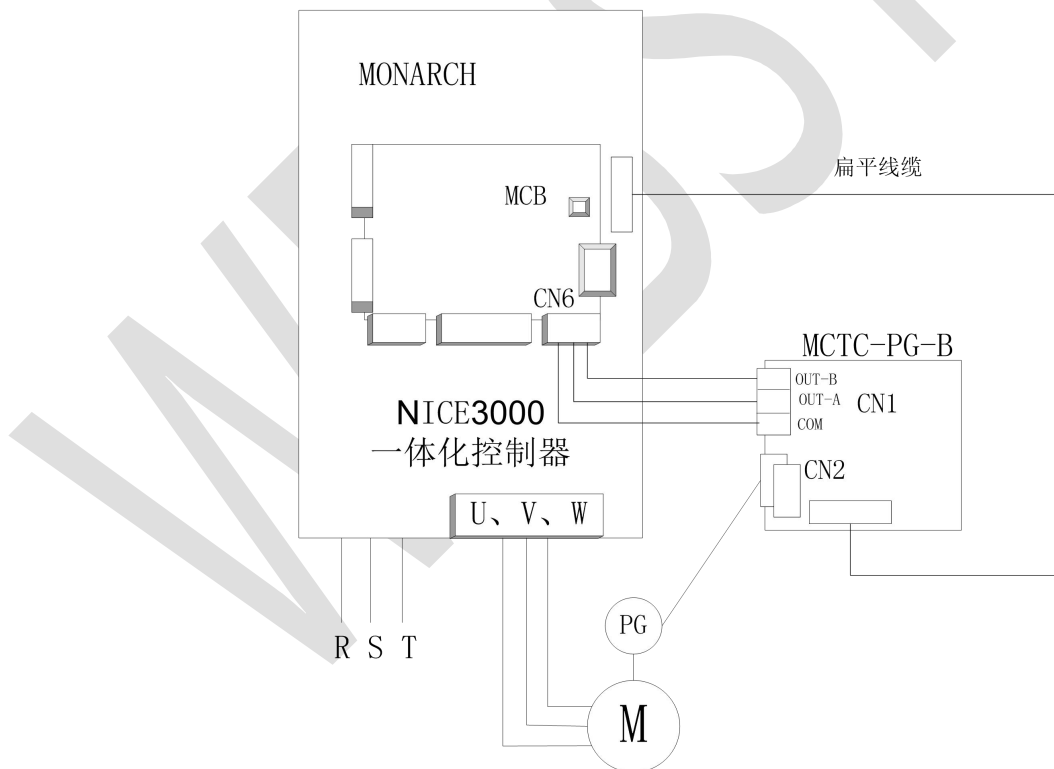 MONARCH
扁平线缆
MCB
CN6
MCTC-PG-B
OUT-B
OUT-A
CN1
COM
NICE3000
一体化控制器
CN2
U、V、W
PG
R S T
M